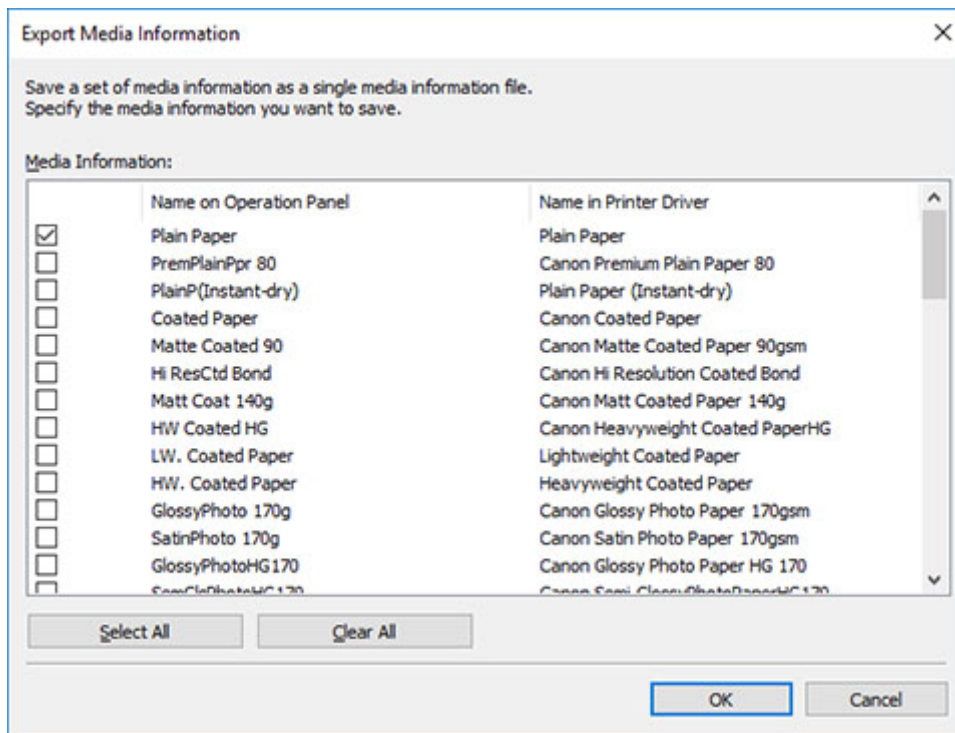 Export Media Information
Save a set of media information as a single media information file.
Specify the media information you want to save.
Media Information:
Name on Operation Panel Name in Printer Driver
Plain Paper Plain Paper
PremPlainPpr 80 Canon Premium Plain Paper 80
PlainP(Instant-dry) Plain Paper (Instant-dry)
Coated Paper Canon Coated Paper
Matte Coated 90 Canon Matte Coated Paper 90gsm
Hi ResCtd Bond Canon Hi Resolution Coated Bond
Matt Coat 140g Canon Matt Coated Paper 140g
HW Coated HG Canon Heavyweight Coated PaperHG
LW. Coated Paper Lightweight Coated Paper
HW. Coated Paper Heavyweight Coated Paper
GlossyPhoto 170g Canon Glossy Photo Paper 170gsm
SatinPhoto 170g Canon Satin Photo Paper 170gsm
GlossyPhotoHG170 Canon Glossy Photo Paper HG 170
SemGlsPhotoHG170 Canon Semi-GlossyPhotoPaperHG170
Select All Clear All
OK Cancel